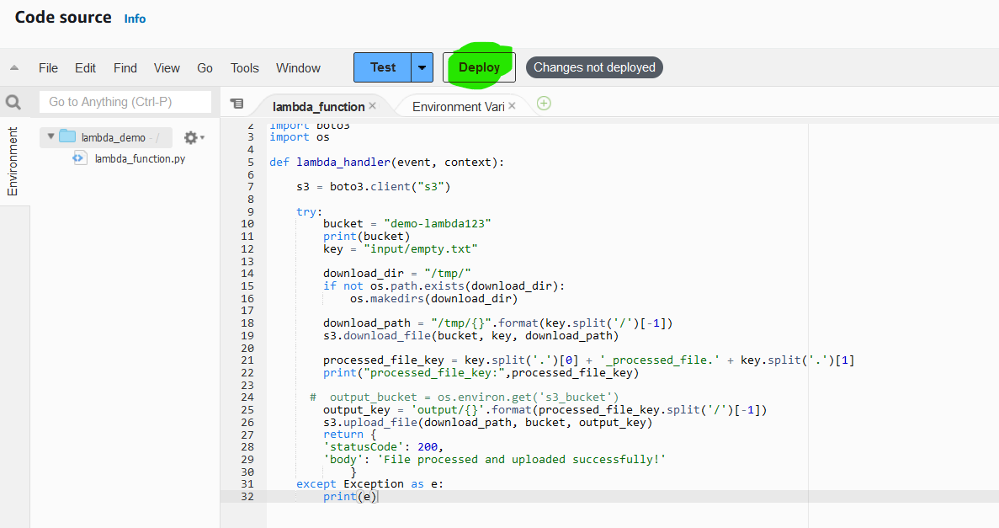 Code source Info
File Edit Find View Go Tools Window Test Deploy Changes not deployed
Go to Anything (Ctrl-P)
lambda_function × Environment Vari ×
Environment
lambda_demo - /
lambda_function.py
2 import boto3
3 import os
4
5 def lambda_handler(event, context):
6
7     s3 = boto3.client("s3")
8
9     try:
10         bucket = "demo-lambda123"
11         print(bucket)
12         key = "input/empty.txt"
13
14         download_dir = "/tmp/"
15         if not os.path.exists(download_dir):
16             os.makedirs(download_dir)
17
18         download_path = "/tmp/{}".format(key.split('/')[-1])
19         s3.download_file(bucket, key, download_path)
20
21         processed_file_key = key.split('.')[0] + '_processed_file.' + key.split('.')[1]
22         print("processed_file_key:",processed_file_key)
23
24       #  output_bucket = os.environ.get('s3_bucket')
25         output_key = 'output/{}'.format(processed_file_key.split('/')[-1])
26         s3.upload_file(download_path, bucket, output_key)
27         return {
28         'statusCode': 200,
29         'body': 'File processed and uploaded successfully!'
30             }
31     except Exception as e:
32         print(e)